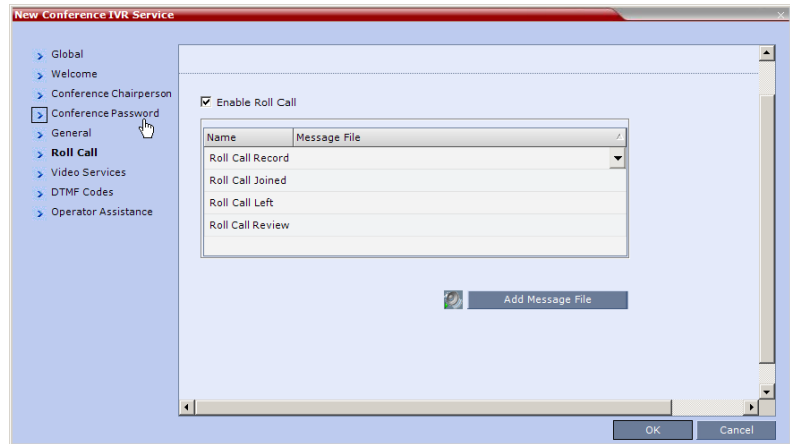 New Conference IVR Service
Global
Welcome
Conference Chairperson
Conference Password
General
Roll Call
Video Services
DTMF Codes
Operator Assistance
Enable Roll Call
Name Message File
Roll Call Record
Roll Call Joined
Roll Call Left
Roll Call Review
Add Message File
OK Cancel